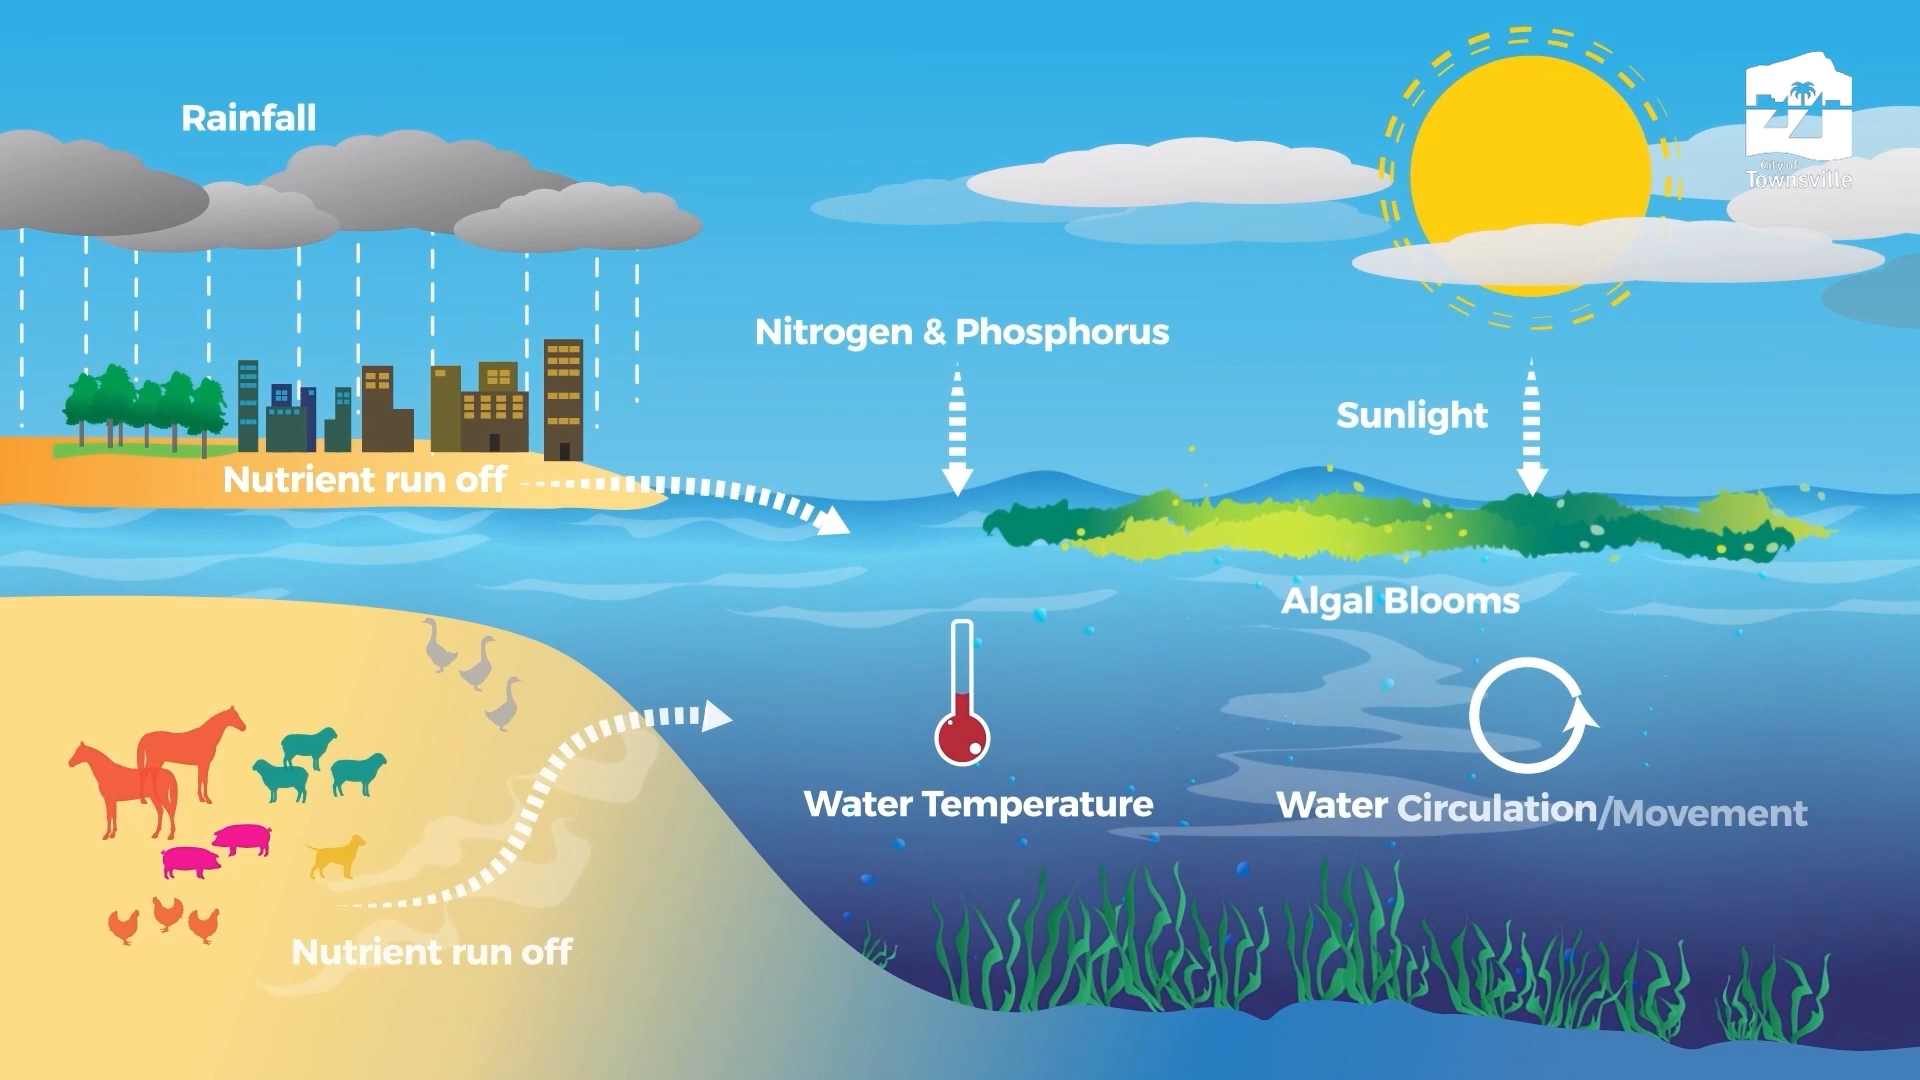 Rainfall
City of
Townsville
Nitrogen & Phosphorus
Sunlight
Nutrient run off
Algal Blooms
Water Temperature
Water Circulation/Movement
Nutrient run off